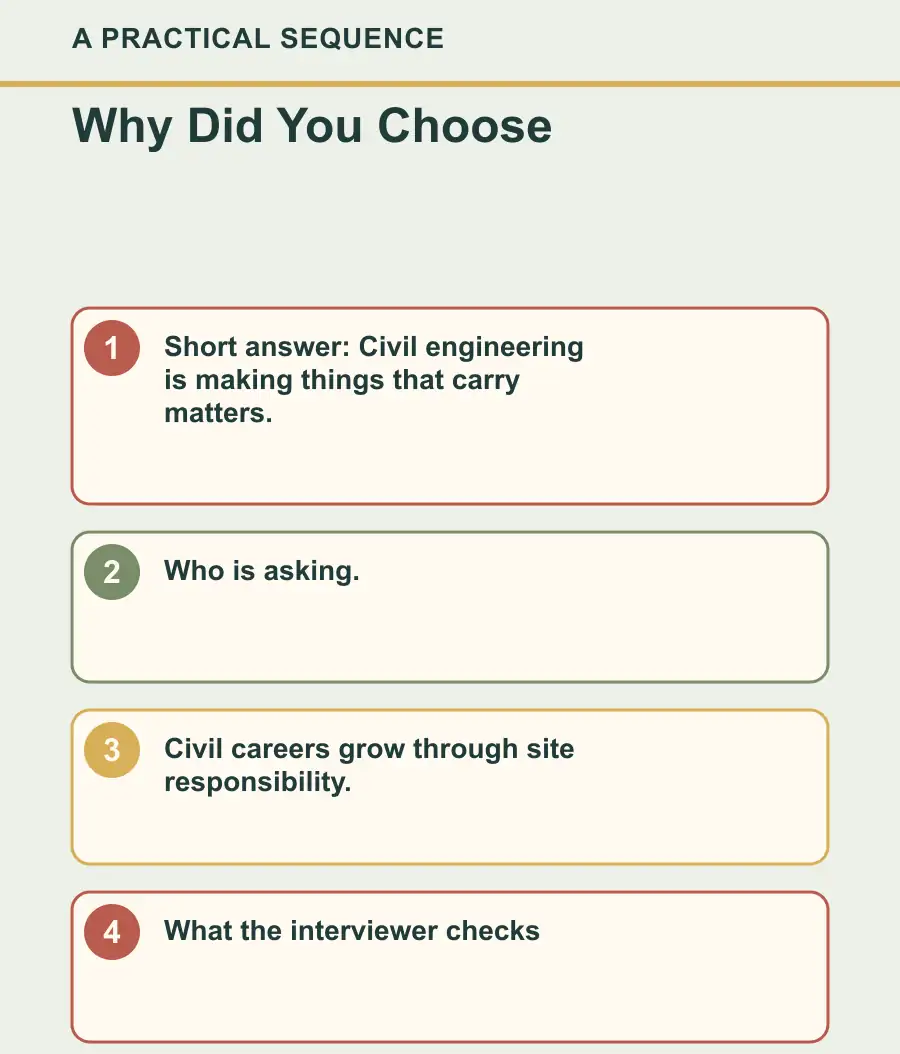 A PRACTICAL SEQUENCE
Why Did You Choose
1
Short answer: Civil engineering
is making things that carry
matters.
2
Who is asking.
3
Civil careers grow through site
responsibility.
4
What the interviewer checks